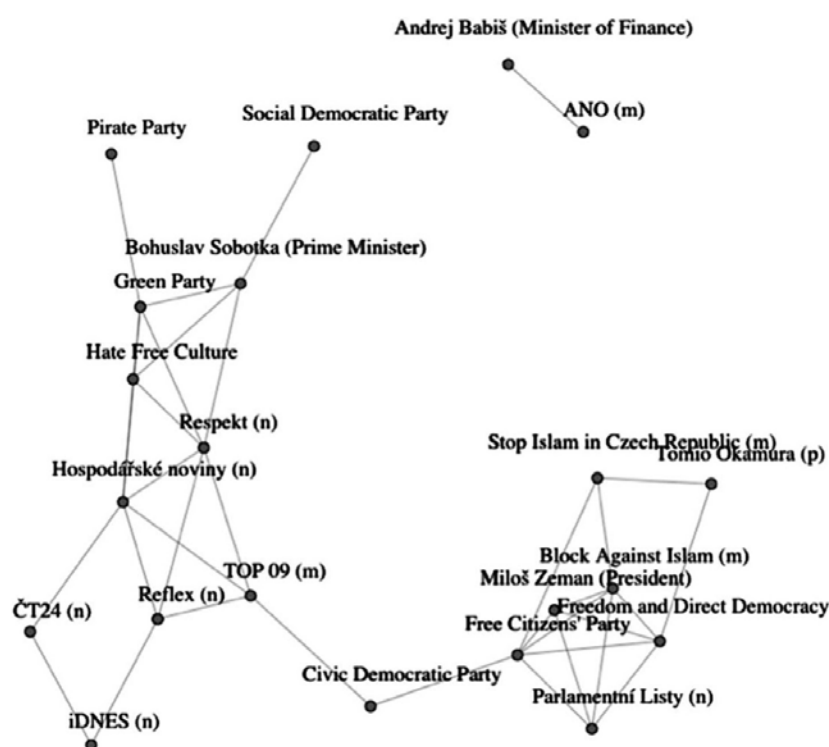 Andrej Babiš (Minister of Finance)
ANO (m)
Social Democratic Party
Pirate Party
Bohuslav Sobotka (Prime Minister)
Green Party
Hate Free Culture
Respekt (n)
Stop Islam in Czech Republic (m)
Tomio Okamura (p)
Hospodářské noviny (n)
Block Against Islam (m)
TOP 09 (m)
Miloš Zeman (President)
Reflex (n)
Freedom and Direct Democracy
ČT24 (n)
Free Citizens' Party
Civic Democratic Party
Parlamentní Listy (n)
iDNES (n)